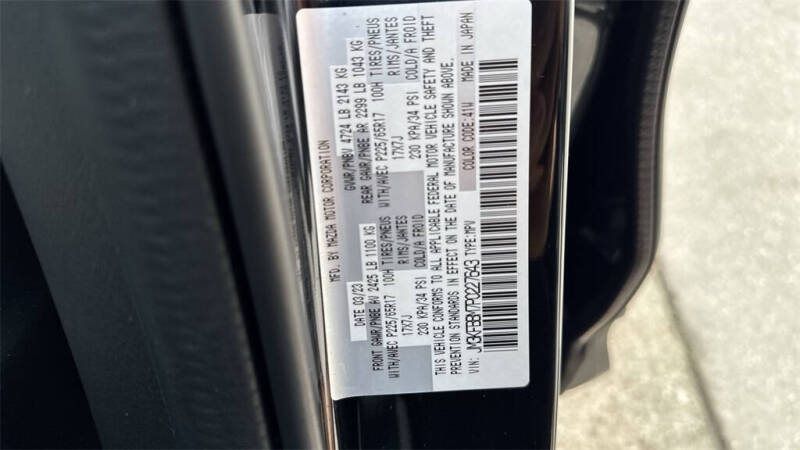 MFD. BY MAZDA MOTOR CORPORATION
DATE 03/23 GVWR/PNBV 4724 LB 2143 KG
FRONT GAWR/PNBE AV 2425 LB 1100 KG REAR GAWR/PNBE AR 2299 LB 1043 KG
WITH/AVEC P225/65R17 100H TIRES/PNEUS WITH/AVEC P225/65R17 100H TIRES/PNEUS
17X7J RIMS/JANTES 17X7J RIMS/JANTES
230 KPA/34 PSI COLD/A FROID 230 KPA/34 PSI COLD/A FROID
THIS VEHICLE CONFORMS TO ALL APPLICABLE FEDERAL MOTOR VEHICLE SAFETY AND THEFT
PREVENTION STANDARDS IN EFFECT ON THE DATE OF MANUFACTURE SHOWN ABOVE.
VIN: JM3KFBBM7P0227643 TYPE:MPV COLOR CODE:41W MADE IN JAPAN